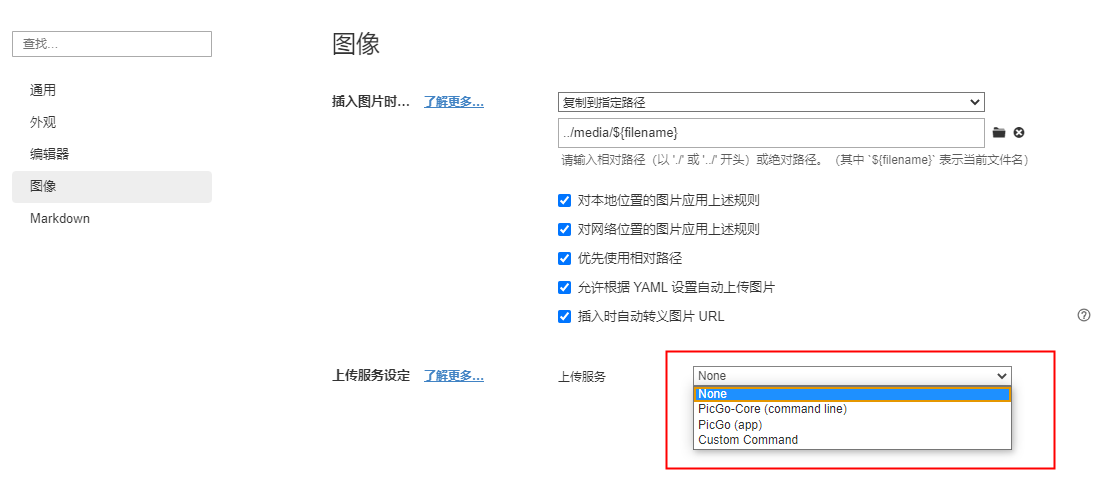 查找...
通用
外观
编辑器
图像
Markdown
图像
插入图片时... 了解更多...
复制到指定路径
../media/${filename}
请输入相对路径（以 './' 或 '../' 开头）或绝对路径。（其中 `${filename}` 表示当前文件名）
对本地位置的图片应用上述规则
对网络位置的图片应用上述规则
优先使用相对路径
允许根据 YAML 设置自动上传图片
插入时自动转义图片 URL
上传服务设定 了解更多...
上传服务
None
None
PicGo-Core (command line)
PicGo (app)
Custom Command